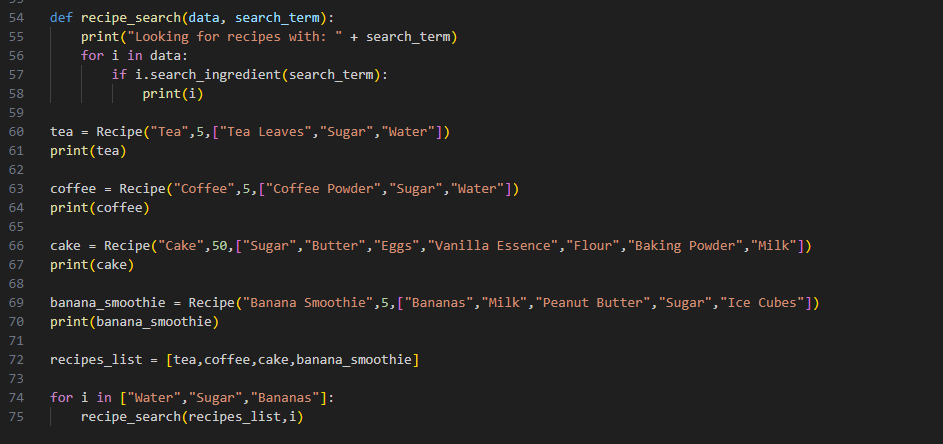 54 def recipe_search(data, search_term):
55     print("Looking for recipes with: " + search_term)
56     for i in data:
57         if i.search_ingredient(search_term):
58             print(i)
59
60 tea = Recipe("Tea",5,["Tea Leaves","Sugar","Water"])
61 print(tea)
62
63 coffee = Recipe("Coffee",5,["Coffee Powder","Sugar","Water"])
64 print(coffee)
65
66 cake = Recipe("Cake",50,["Sugar","Butter","Eggs","Vanilla Essence","Flour","Baking Powder","Milk"])
67 print(cake)
68
69 banana_smoothie = Recipe("Banana Smoothie",5,["Bananas","Milk","Peanut Butter","Sugar","Ice Cubes"])
70 print(banana_smoothie)
71
72 recipes_list = [tea,coffee,cake,banana_smoothie]
73
74 for i in ["Water","Sugar","Bananas"]:
75     recipe_search(recipes_list,i)